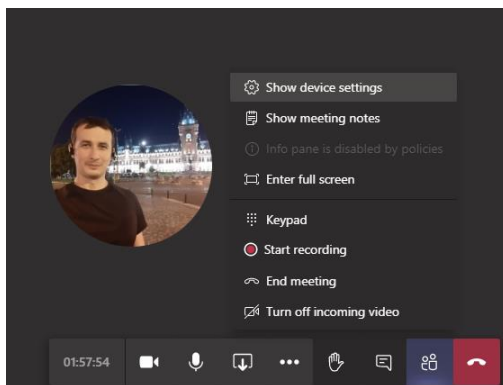 Show device settings
Show meeting notes
Info pane is disabled by policies
Enter full screen
Keypad
Start recording
End meeting
Turn off incoming video
01:57:54